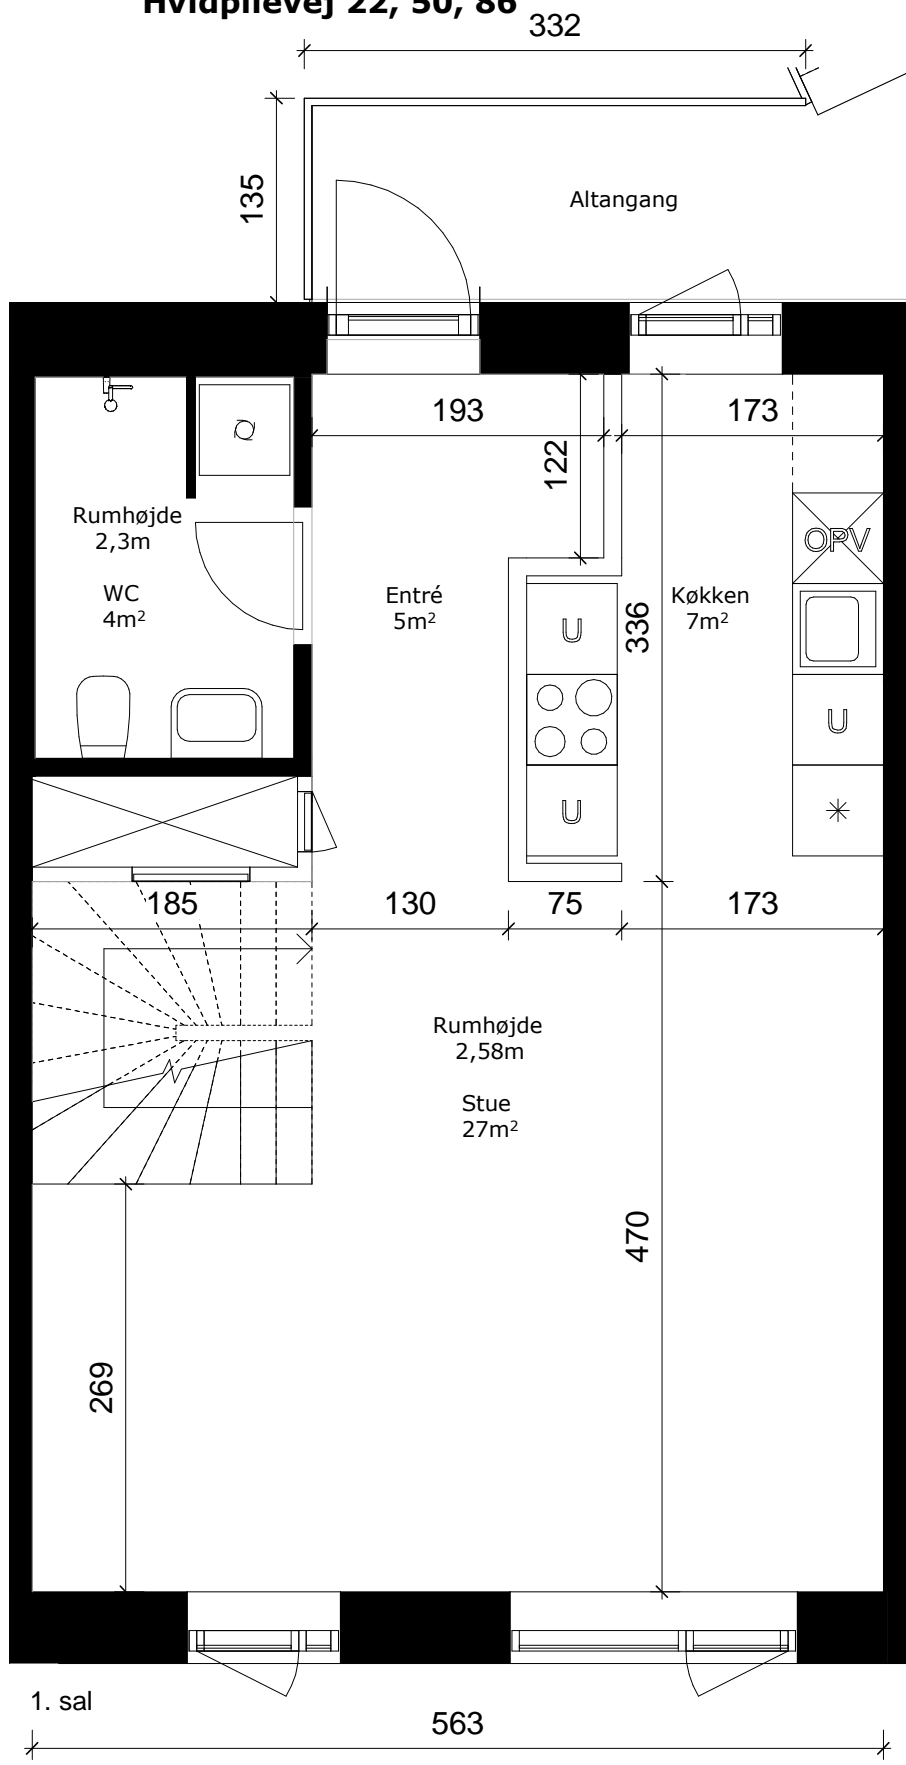 Hvidpilevej 22, 50, 86
332
135
Altangang
193
173
122
OPV
Rumhøjde
2,3m
WC
4m²
Entré
5m²
336
Køkken
7m²
U
U
U
185
130
75
173
Rumhøjde
2,58m
Stue
27m²
470
269
1. sal
563